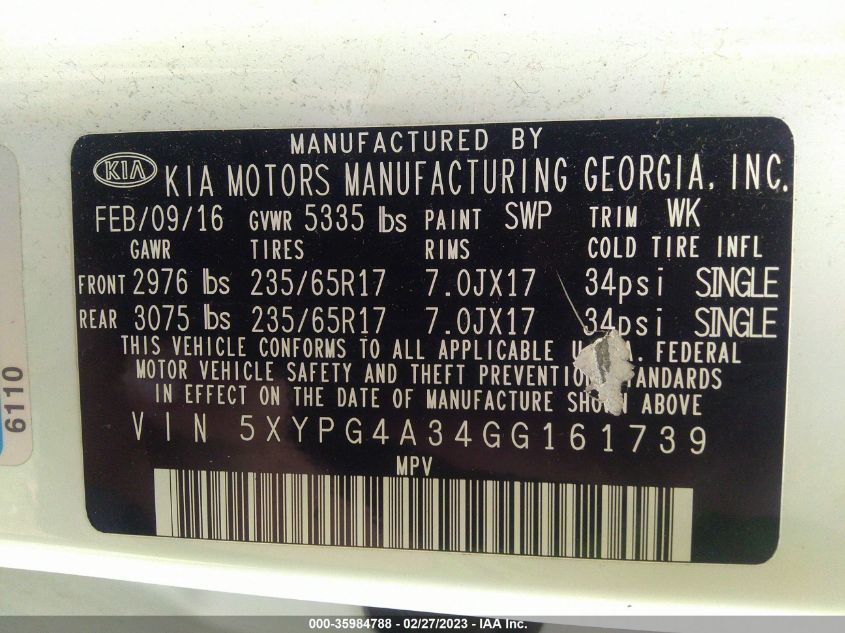 MANUFACTURED BY
KIA KIA MOTORS MANUFACTURING GEORGIA, INC.
FEB/09/16 GVWR 5335 lbs PAINT SWP TRIM WK
GAWR TIRES RIMS COLD TIRE INFL
FRONT 2976 lbs 235/65R17 7.0JX17 34psi SINGLE
REAR 3075 lbs 235/65R17 7.0JX17 34psi SINGLE
THIS VEHICLE CONFORMS TO ALL APPLICABLE U.S.A. FEDERAL
MOTOR VEHICLE SAFETY AND THEFT PREVENTION STANDARDS
IN EFFECT ON THE DATE OF MANUFACTURE SHOWN ABOVE
VIN 5XYPG4A34GG161739
MPV
6110
000-35984788 - 02/27/2023 - IAA Inc.